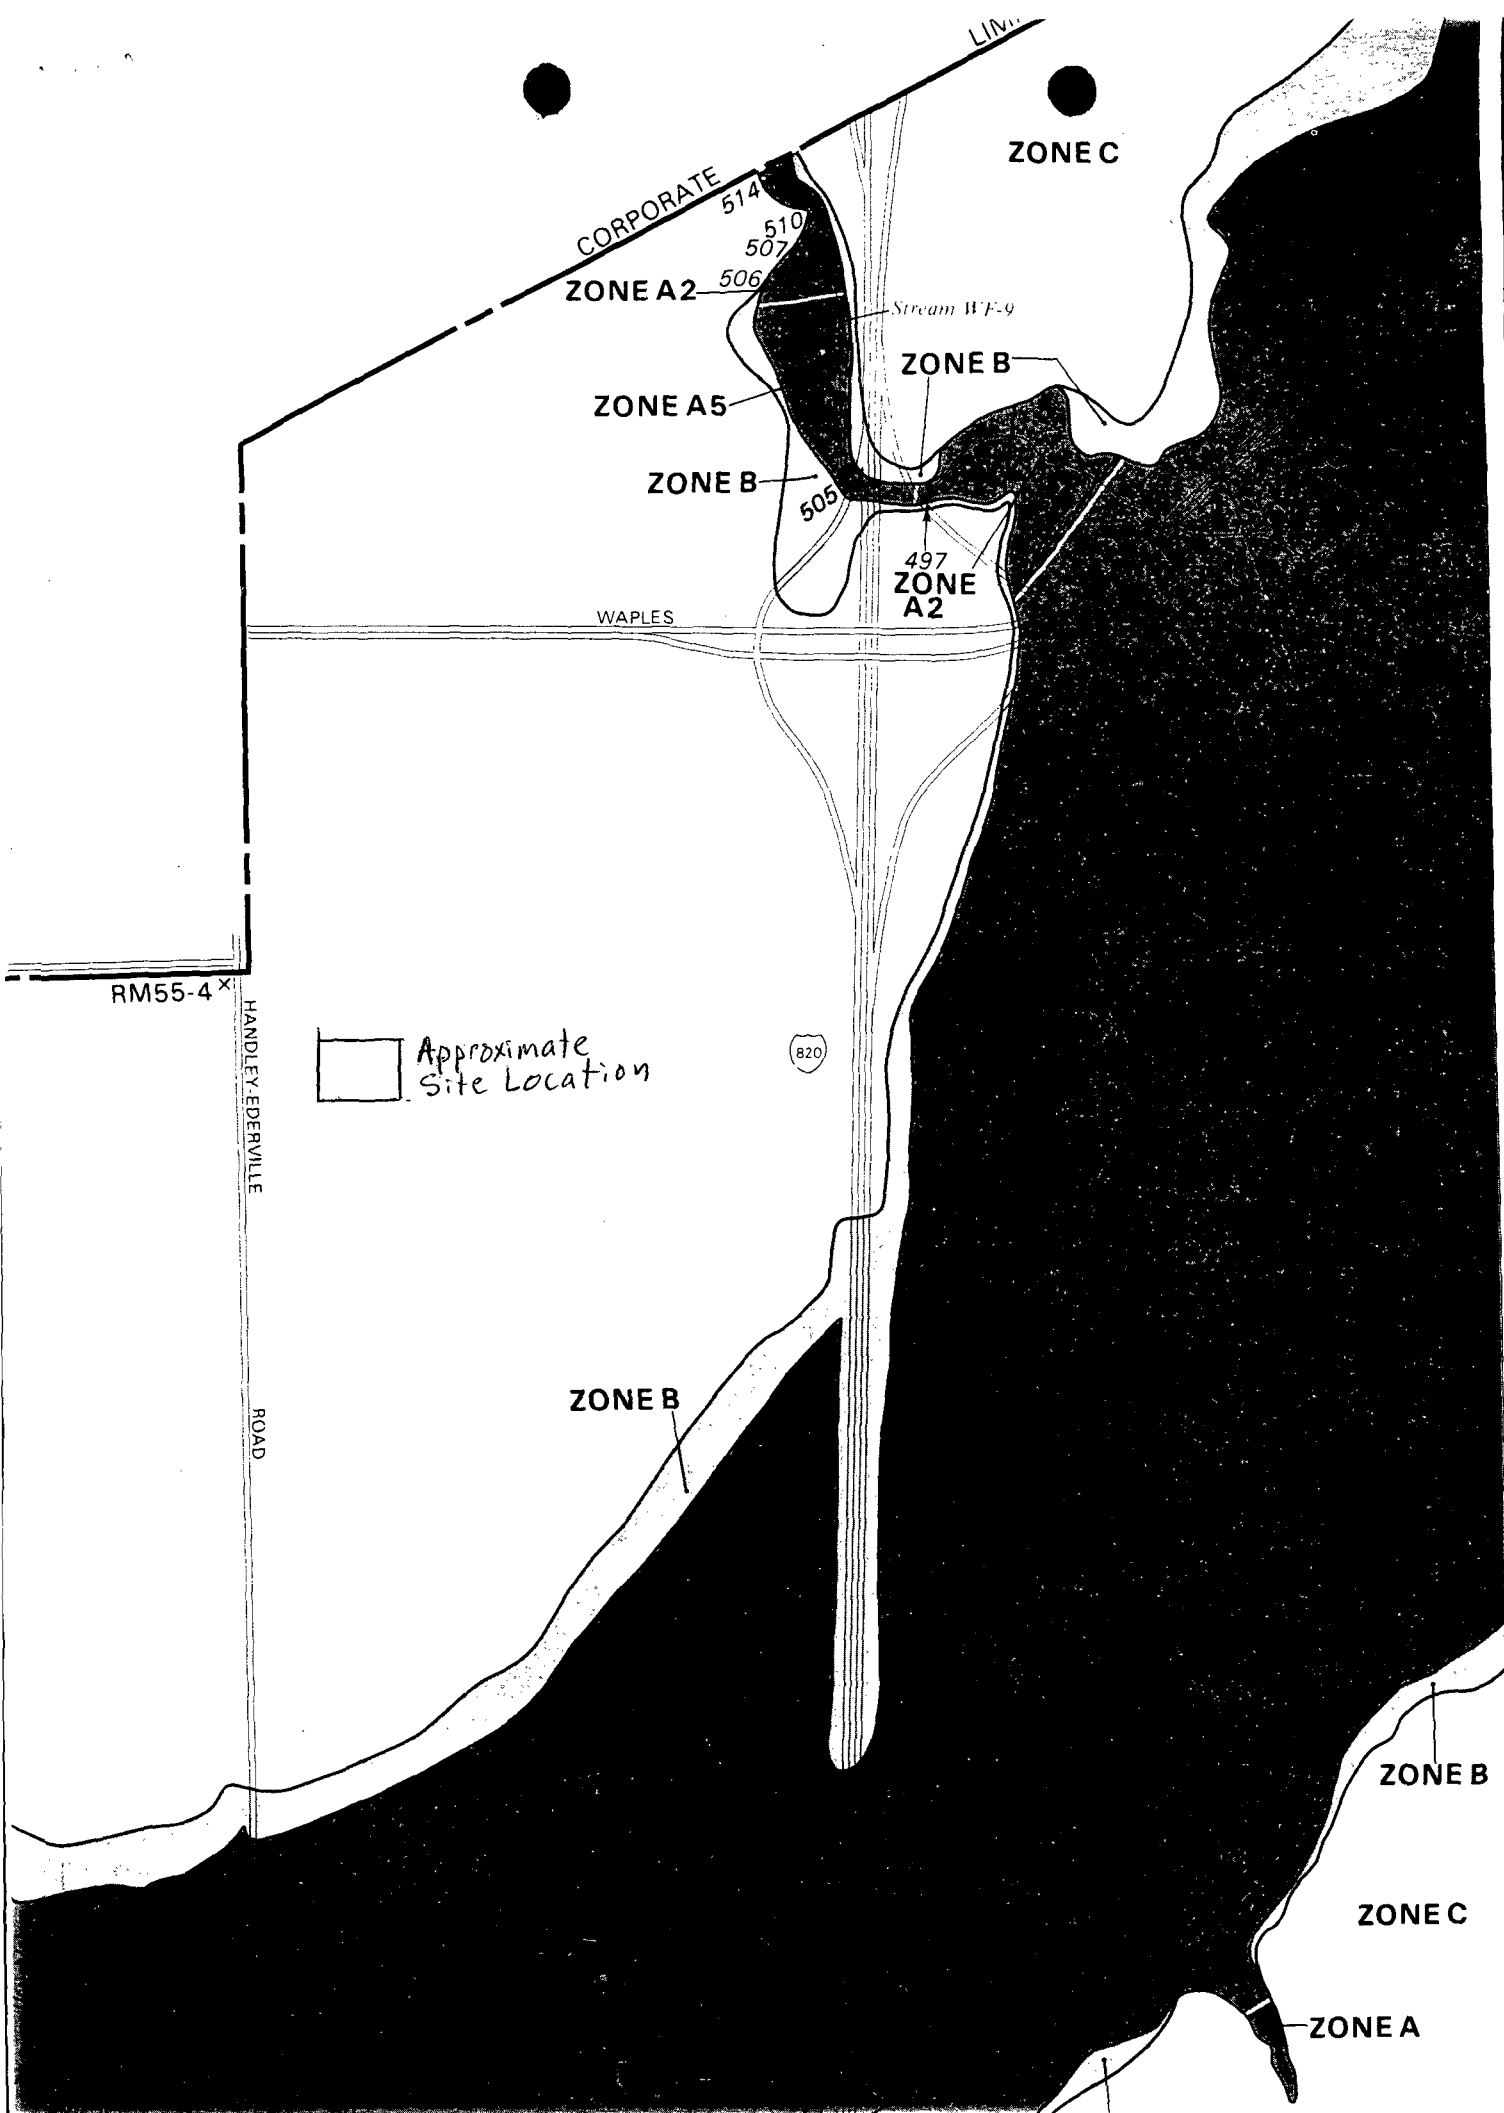 ZONE C
CORPORATE
514
510
507
ZONE A2
506
Stream WF-9
ZONE B
ZONE A5
ZONE B
505
497
ZONE
A2
WAPLES
RM55-4 X
HANDLEY-EDERVILLE
Approximate
Site Location
820
ROAD
ZONE B
ZONE B
ZONE C
ZONE A